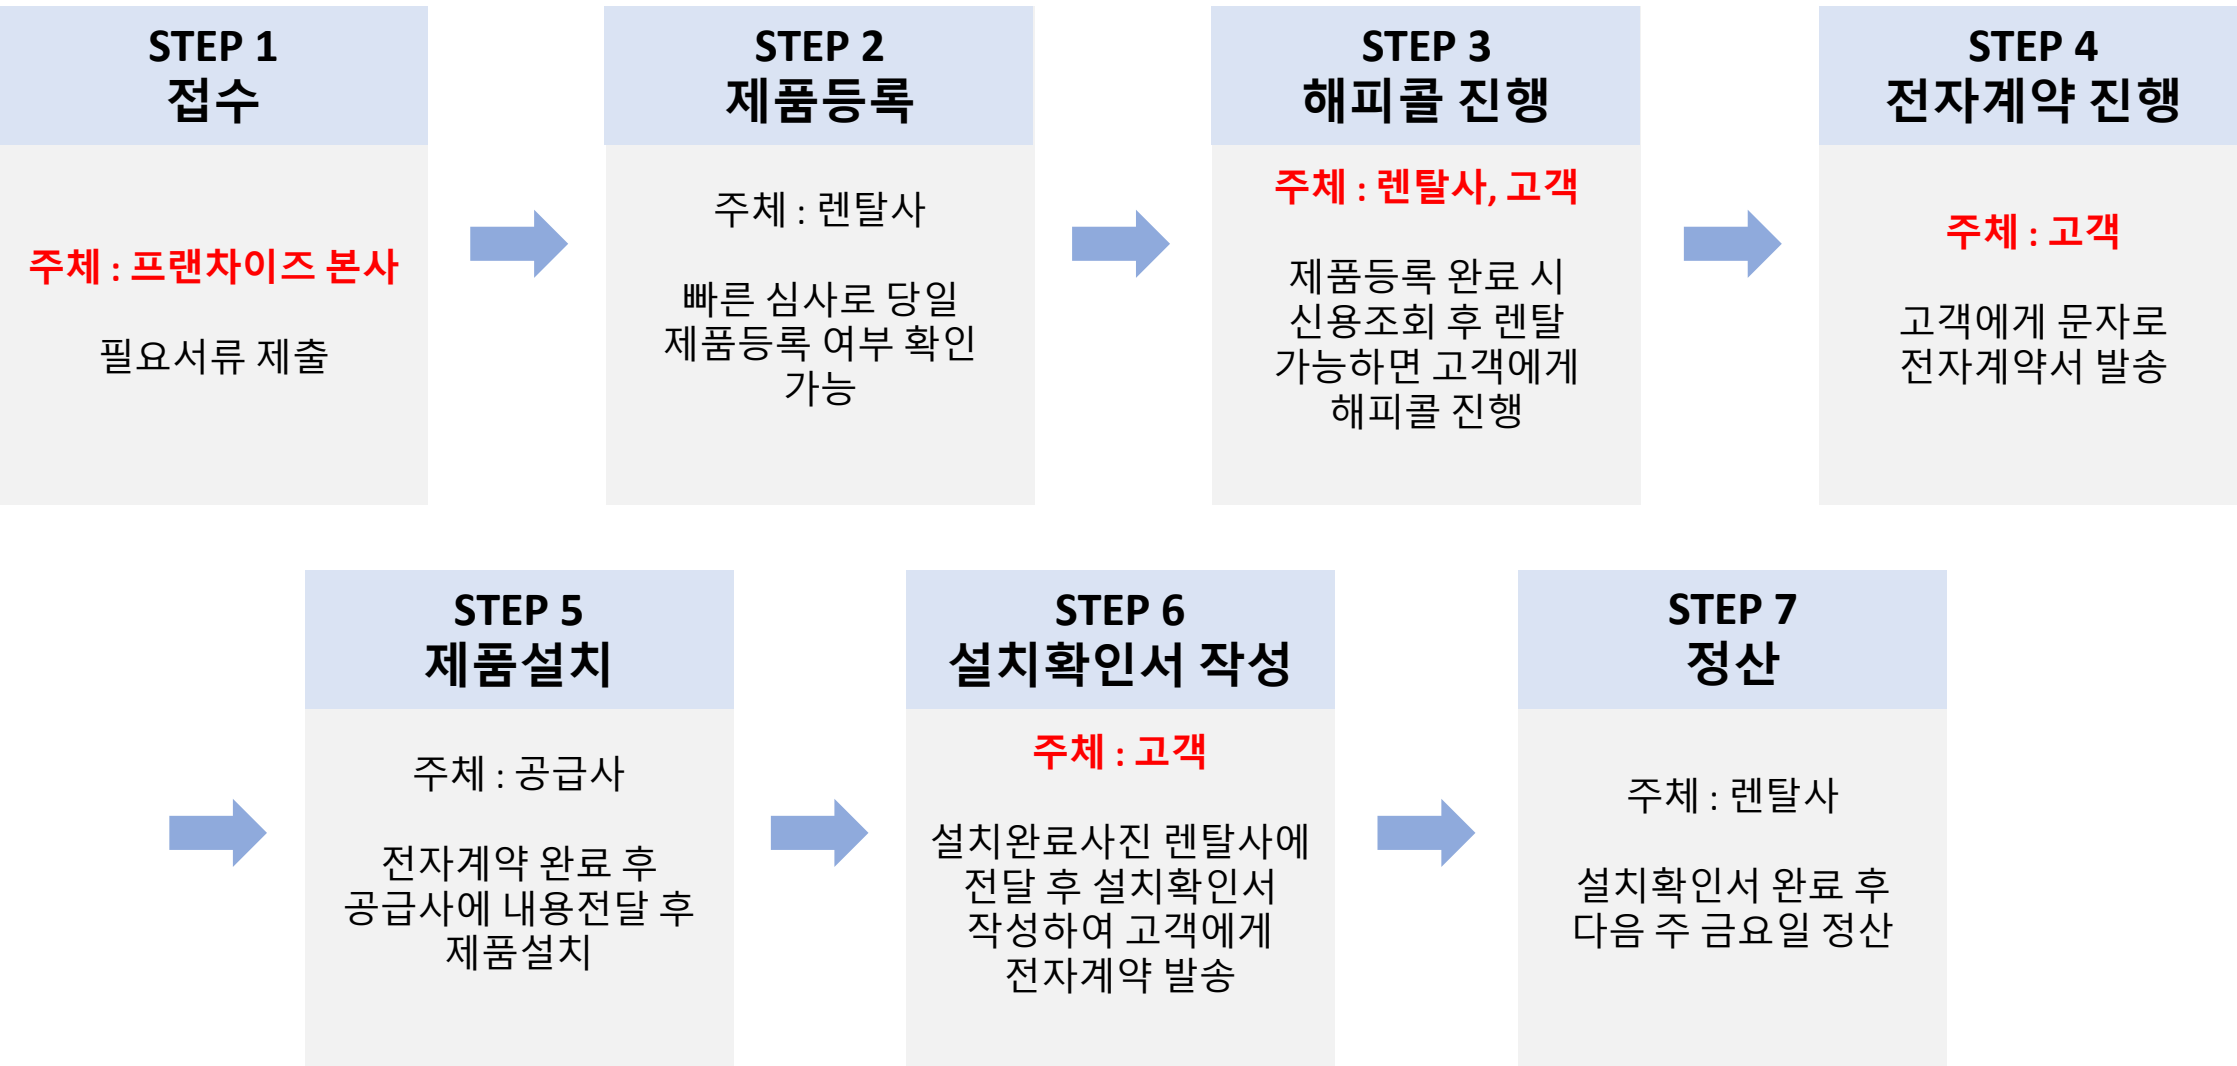 STEP 1
접수
주체 : 프랜차이즈 본사
필요서류 제출
STEP 2
제품등록
주체 : 렌탈사
빠른 심사로 당일
제품등록 여부 확인
가능
STEP 3
해피콜 진행
주체 : 렌탈사, 고객
제품등록 완료 시
신용조회 후 렌탈
가능하면 고객에게
해피콜 진행
STEP 4
전자계약 진행
주체 : 고객
고객에게 문자로
전자계약서 발송
STEP 5
제품설치
주체 : 공급사
전자계약 완료 후
공급사에 내용전달 후
제품설치
STEP 6
설치확인서 작성
주체 : 고객
설치완료사진 렌탈사에
전달 후 설치확인서
작성하여 고객에게
전자계약 발송
STEP 7
정산
주체 : 렌탈사
설치확인서 완료 후
다음 주 금요일 정산